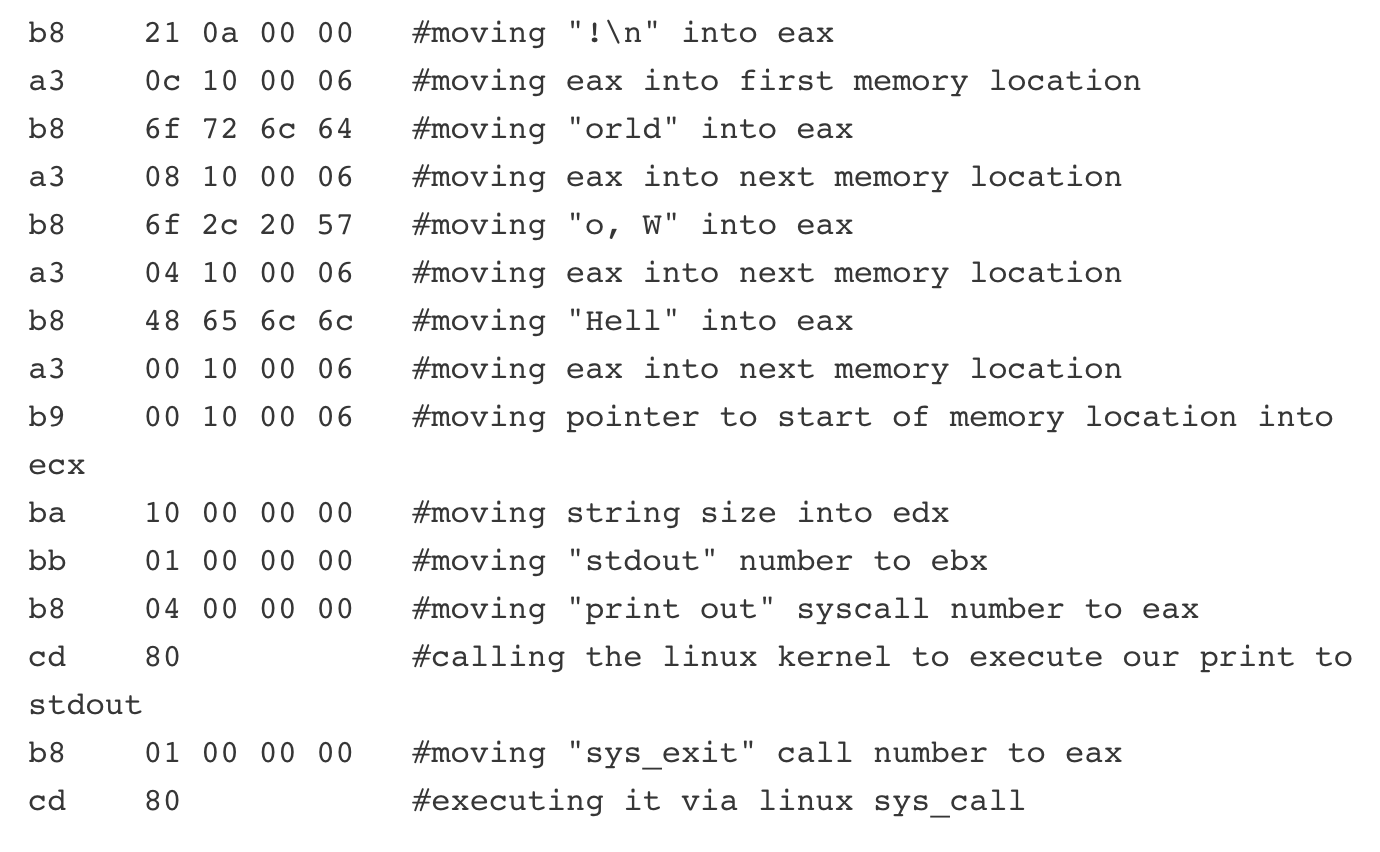 b8    21 0a 00 00   #moving "!\n" into eax
a3    0c 10 00 06   #moving eax into first memory location
b8    6f 72 6c 64   #moving "orld" into eax
a3    08 10 00 06   #moving eax into next memory location
b8    6f 2c 20 57   #moving "o, W" into eax
a3    04 10 00 06   #moving eax into next memory location
b8    48 65 6c 6c   #moving "Hell" into eax
a3    00 10 00 06   #moving eax into next memory location
b9    00 10 00 06   #moving pointer to start of memory location into
ecx
ba    10 00 00 00   #moving string size into edx
bb    01 00 00 00   #moving "stdout" number to ebx
b8    04 00 00 00   #moving "print out" syscall number to eax
cd    80            #calling the linux kernel to execute our print to
stdout
b8    01 00 00 00   #moving "sys_exit" call number to eax
cd    80            #executing it via linux sys_call